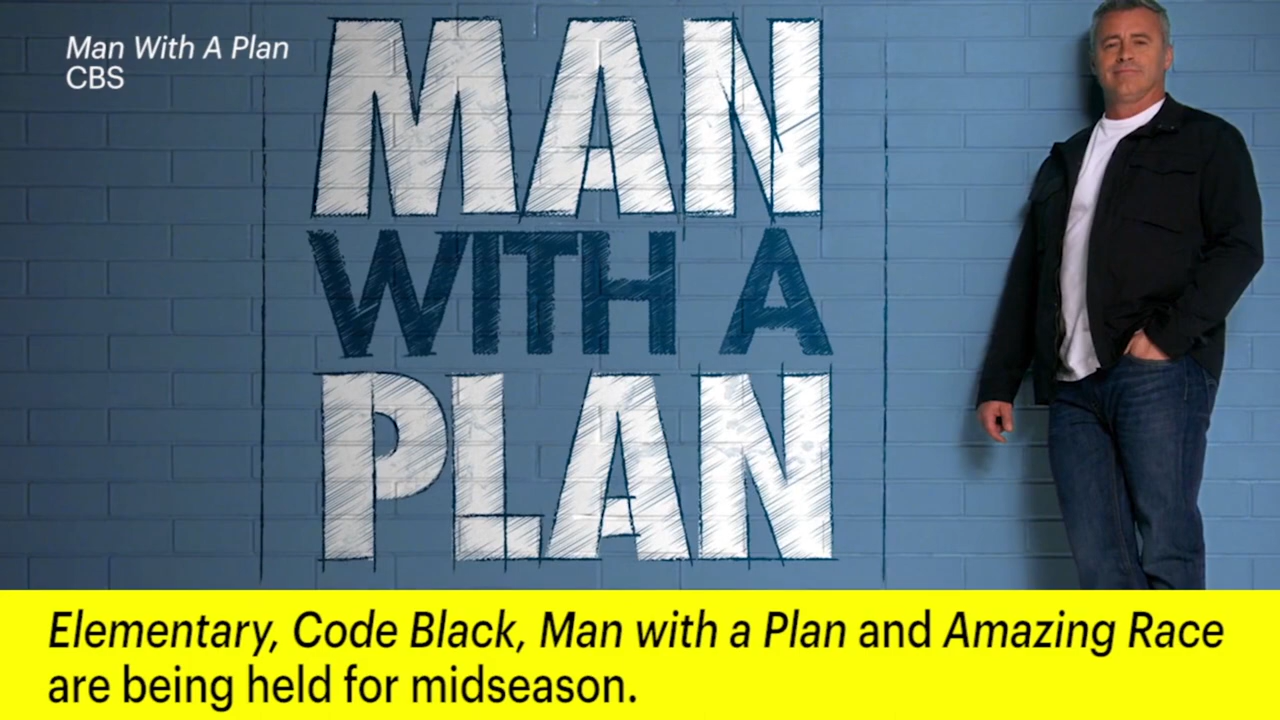 Man With A Plan
CBS
MAN
WITH A
PLAN
Elementary, Code Black, Man with a Plan and Amazing Race
are being held for midseason.